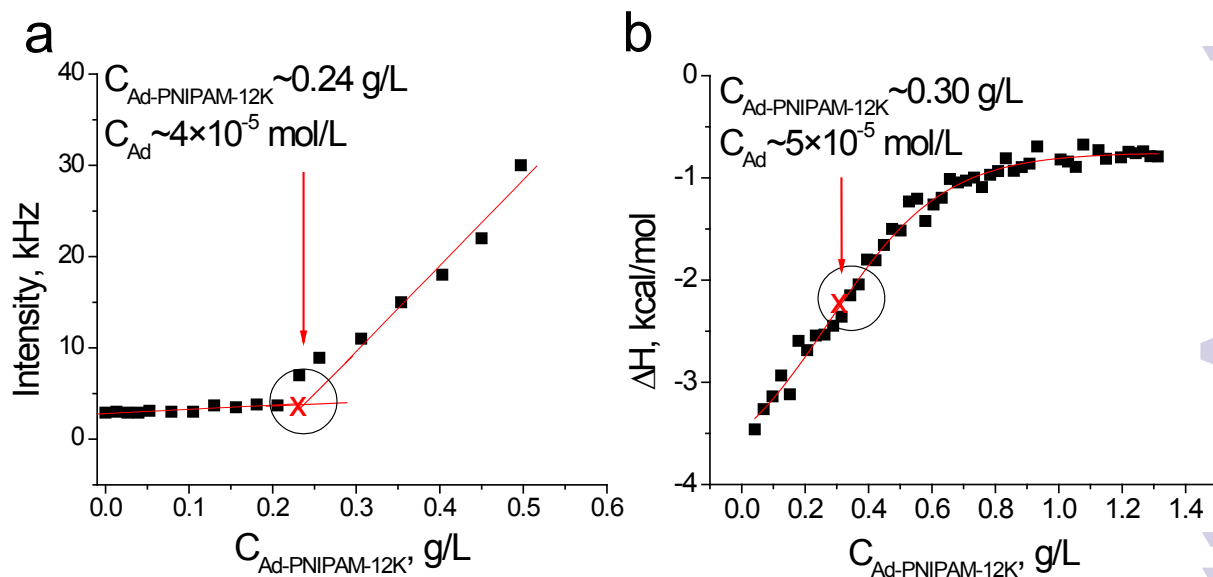 a
C_Ad-PNIPAM-12K ~0.24 g/L
C_Ad ~4×10⁻⁵ mol/L
Intensity, kHz
40
30
20
10
0
X
0.0 0.1 0.2 0.3 0.4 0.5 0.6
C_Ad-PNIPAM-12K, g/L
b
C_Ad-PNIPAM-12K ~0.30 g/L
C_Ad ~5×10⁻⁵ mol/L
ΔH, kcal/mol
0
-1
-2
-3
-4
X
0.0 0.2 0.4 0.6 0.8 1.0 1.2 1.4
C_Ad-PNIPAM-12K, g/L